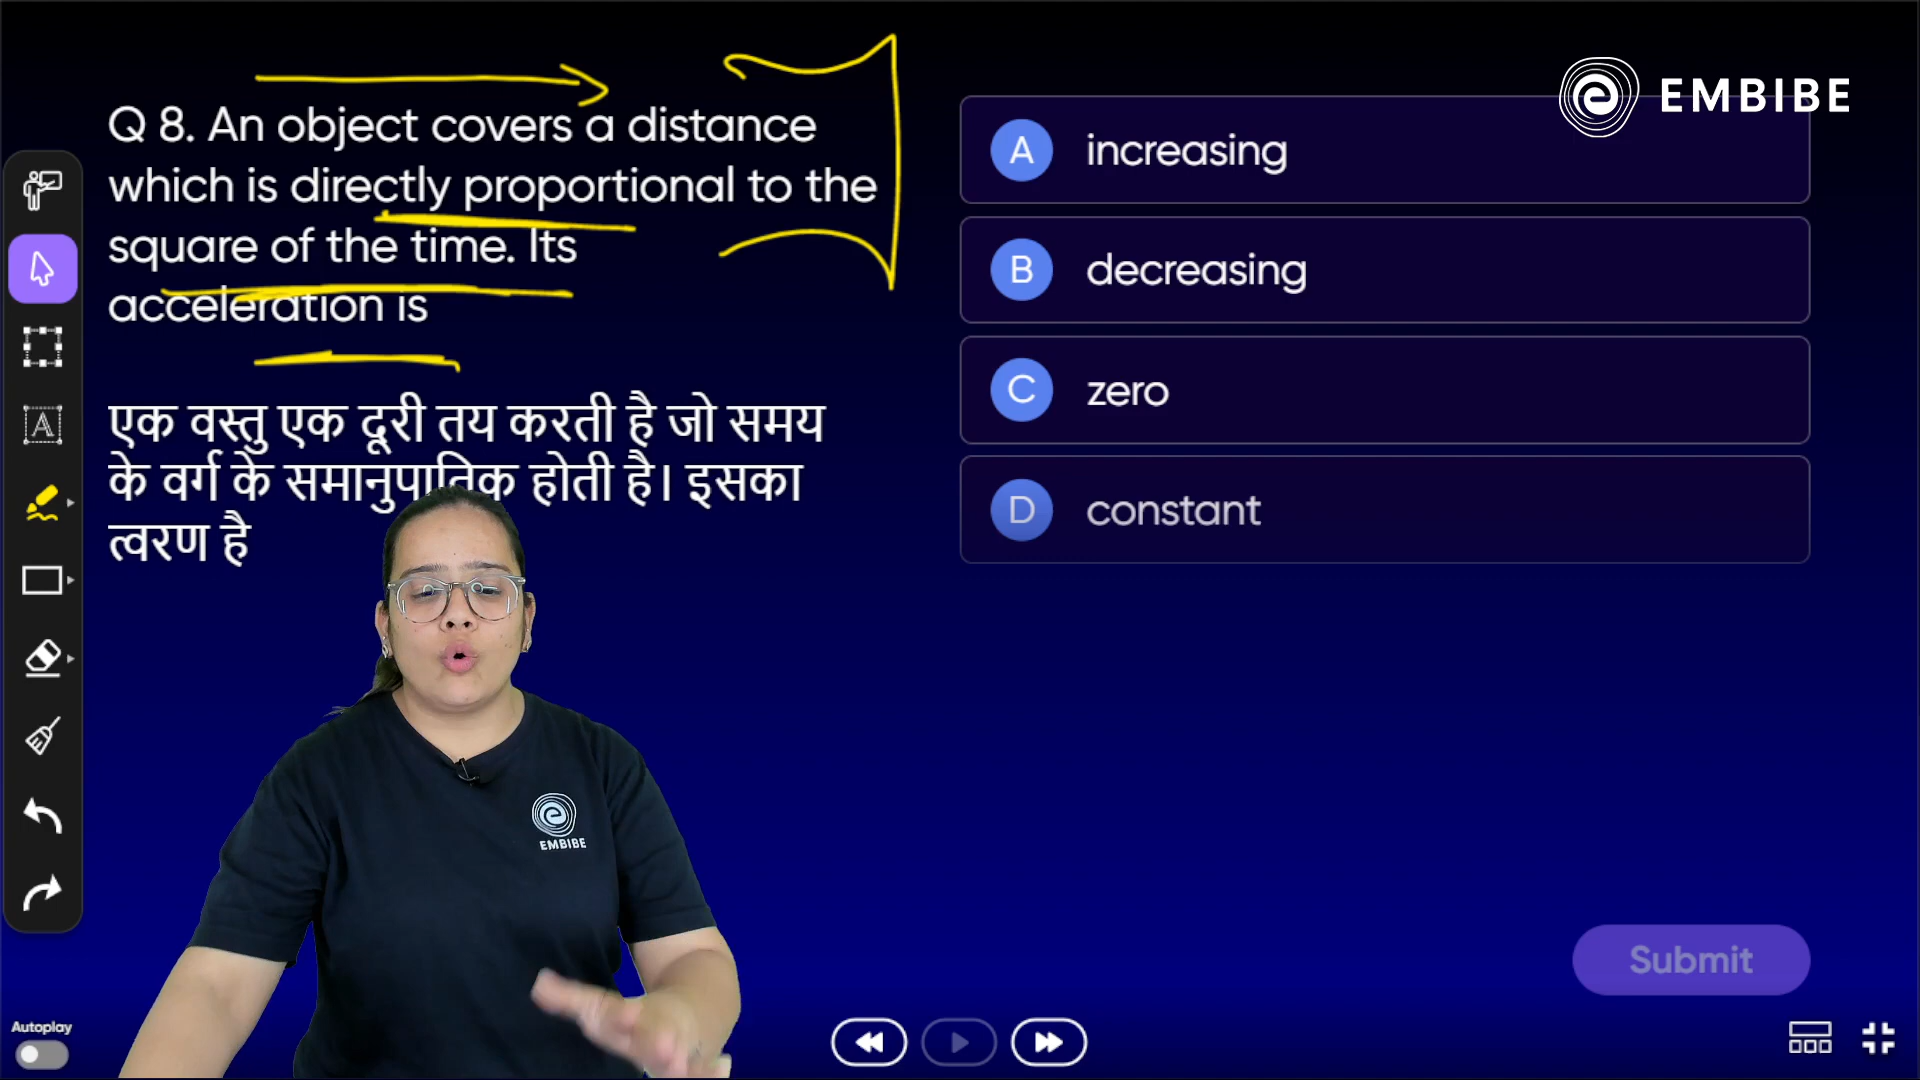 EMBIBE
Q 8. An object covers a distance
which is directly proportional to the
square of the time. Its
acceleration is
एक वस्तु एक दूरी तय करती है जो समय
के वर्ग के समानुपातिक होती है। इसका
त्वरण है
A increasing
B decreasing
C zero
D constant
A
EMBIBE
Submit
Autoplay